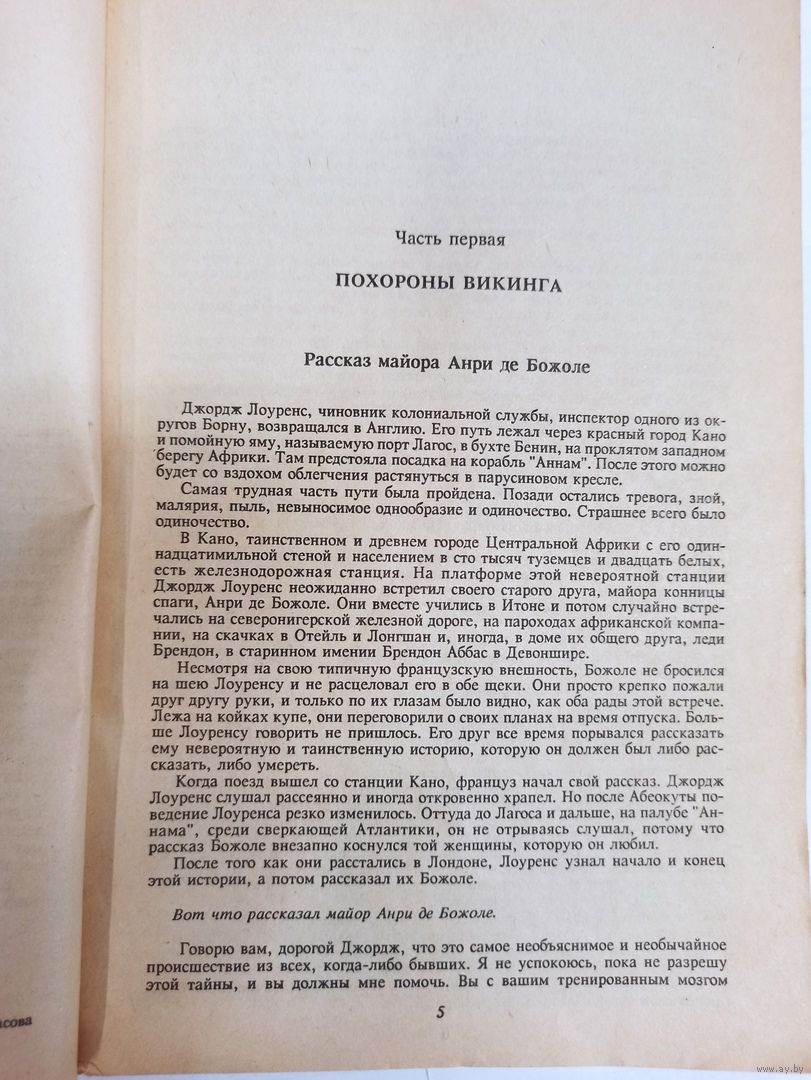 Часть первая
ПОХОРОНЫ ВИКИНГА
Рассказ майора Анри де Божоле
Джордж Лоуренс, чиновник колониальной службы, инспектор одного из ок-
ругов Борну, возвращался в Англию. Его путь лежал через красный город Кано
и помойную яму, называемую порт Лагос, в бухте Бенин, на проклятом западном
берегу Африки. Там предстояла посадка на корабль "Аннам". После этого можно
будет со вздохом облегчения растянуться в парусиновом кресле.
Самая трудная часть пути была пройдена. Позади остались тревога, зной,
малярия, пыль, невыносимое однообразие и одиночество. Страшнее всего было
одиночество.
В Кано, таинственном и древнем городе Центральной Африки с его один-
надцатимильной стеной и населением в сто тысяч туземцев и двадцать белых,
есть железнодорожная станция. На платформе этой невероятной станции
Джордж Лоуренс неожиданно встретил своего старого друга, майора конницы
спаги, Анри де Божоле. Они вместе учились в Итоне и потом случайно встре-
чались на северонигерской железной дороге, на пароходах африканской компа-
нии, на скачках в Отейль и Лонгшан и, иногда, в доме их общего друга, леди
Брендон, в старинном имении Брендон Аббас в Девоншире.
Несмотря на свою типичную французскую внешность, Божоле не бросился
на шею Лоуренсу и не расцеловал его в обе щеки. Они просто крепко пожали
друг другу руки, и только по их глазам было видно, как оба рады этой встрече.
Лежа на койках купе, они переговорили о своих планах на время отпуска. Боль-
ше Лоуренсу говорить не пришлось. Его друг все время порывался рассказать
ему невероятную и таинственную историю, которую он должен был либо рас-
сказать, либо умереть.
Когда поезд вышел со станции Кано, француз начал свой рассказ. Джордж
Лоуренс слушал рассеянно и иногда откровенно храпел. Но после Абеокуты по-
ведение Лоуренса резко изменилось. Оттуда до Лагоса и дальше, на палубе "Ан-
нама", среди сверкающей Атлантики, он не отрываясь слушал, потому что
рассказ Божоле внезапно коснулся той женщины, которую он любил.
После того как они расстались в Лондоне, Лоуренс узнал начало и конец
этой истории, а потом рассказал их Божоле.
Вот что рассказал майор Анри де Божоле.
Говорю вам, дорогой Джордж, что это самое необъяснимое и необычайное
происшествие из всех, когда-либо бывших. Я не успокоюсь, пока не разрешу
этой тайны, и вы должны мне помочь. Вы с вашим тренированным мозгом
5
www.ay.by